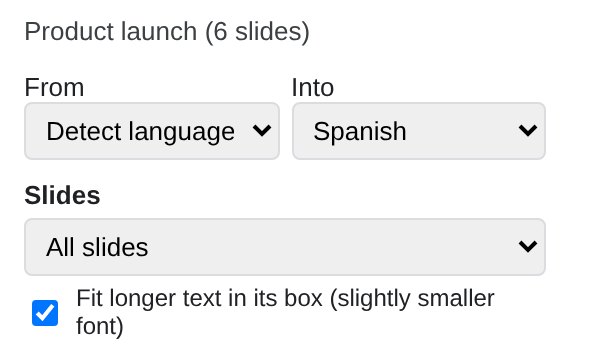 Product launch (6 slides)
From
Into
Detect language
Spanish
Slides
All slides
Fit longer text in its box (slightly smaller
font)